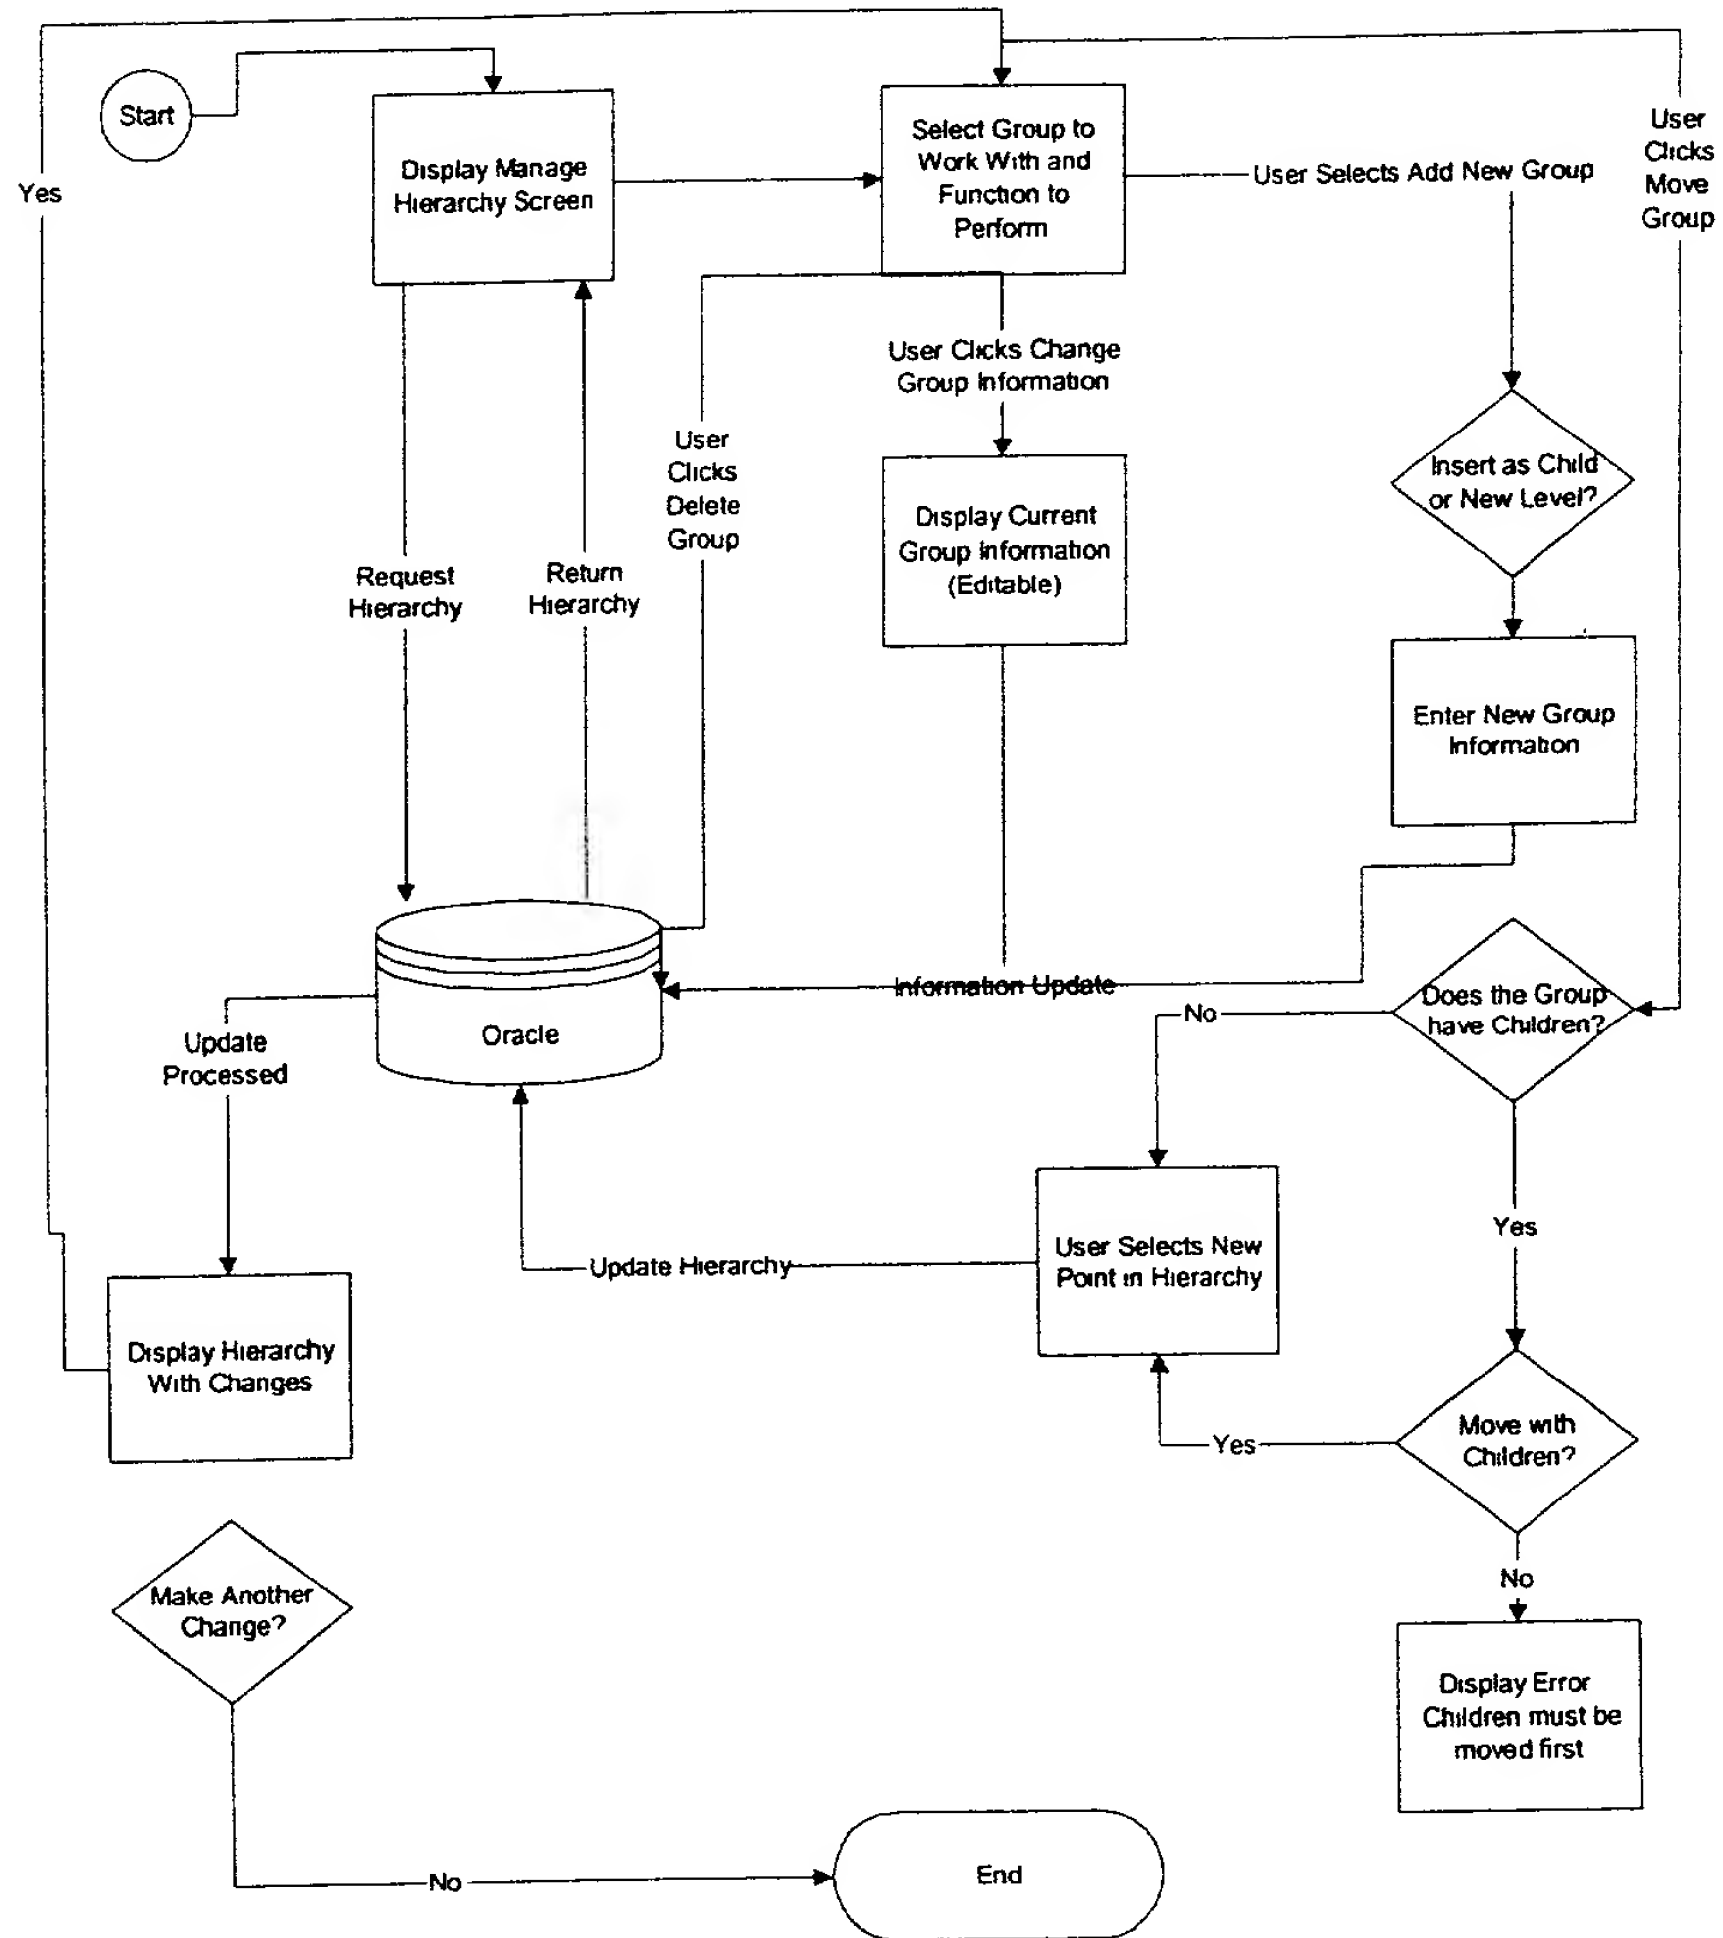 Start
Display Manage
Hierarchy Screen
Select Group to
Work With and
Function to
Perform
User Selects Add New Group
User
Clicks
Move
Group
Yes
User Clicks Change
Group Information
User
Clicks
Delete
Group
Insert as Child
or New Level?
Display Current
Group Information
(Editable)
Request
Hierarchy
Return
Hierarchy
Enter New Group
Information
Information Update
Does the Group
have Children?
No
Oracle
Update
Processed
Yes
User Selects New
Point in Hierarchy
Update Hierarchy
Display Hierarchy
With Changes
Move with
Children?
Yes
No
Make Another
Change?
Display Error
Children must be
moved first
No
End